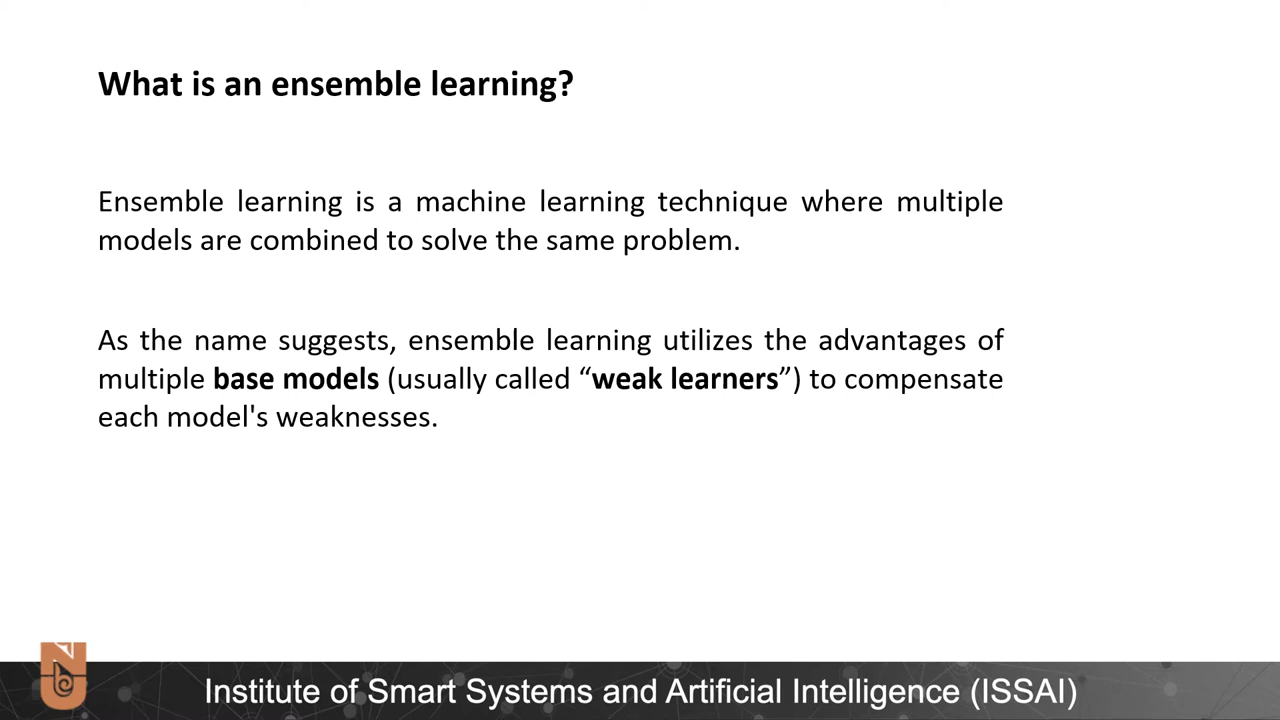 What is an ensemble learning?
Ensemble learning is a machine learning technique where multiple
models are combined to solve the same problem.
As the name suggests, ensemble learning utilizes the advantages of
multiple base models (usually called “weak learners”) to compensate
each model's weaknesses.
Institute of Smart Systems and Artificial Intelligence (ISSAI)